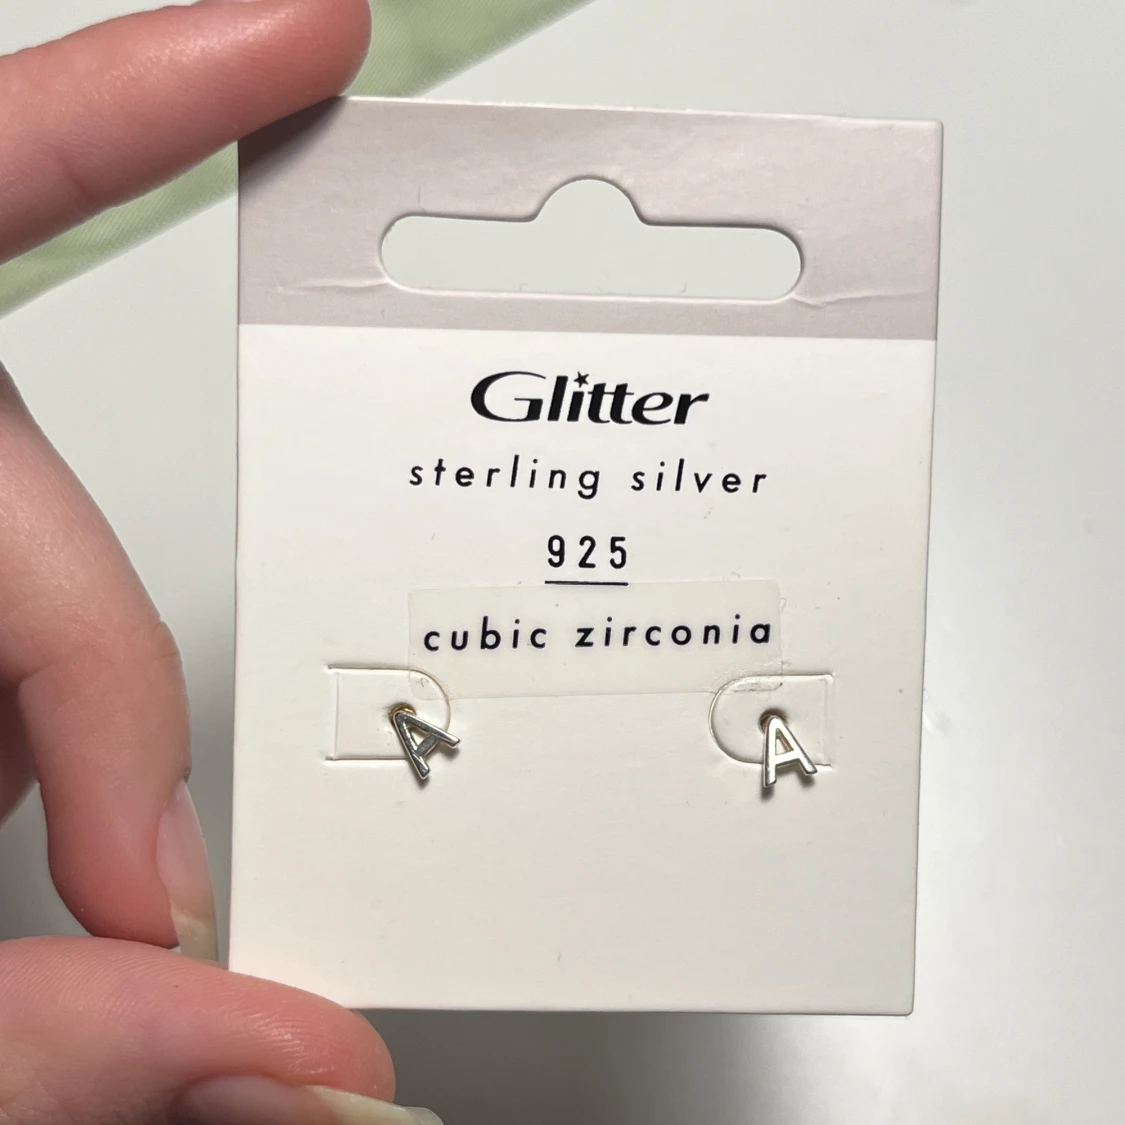 Glitter
sterling silver
925
cubic zirconia
A A